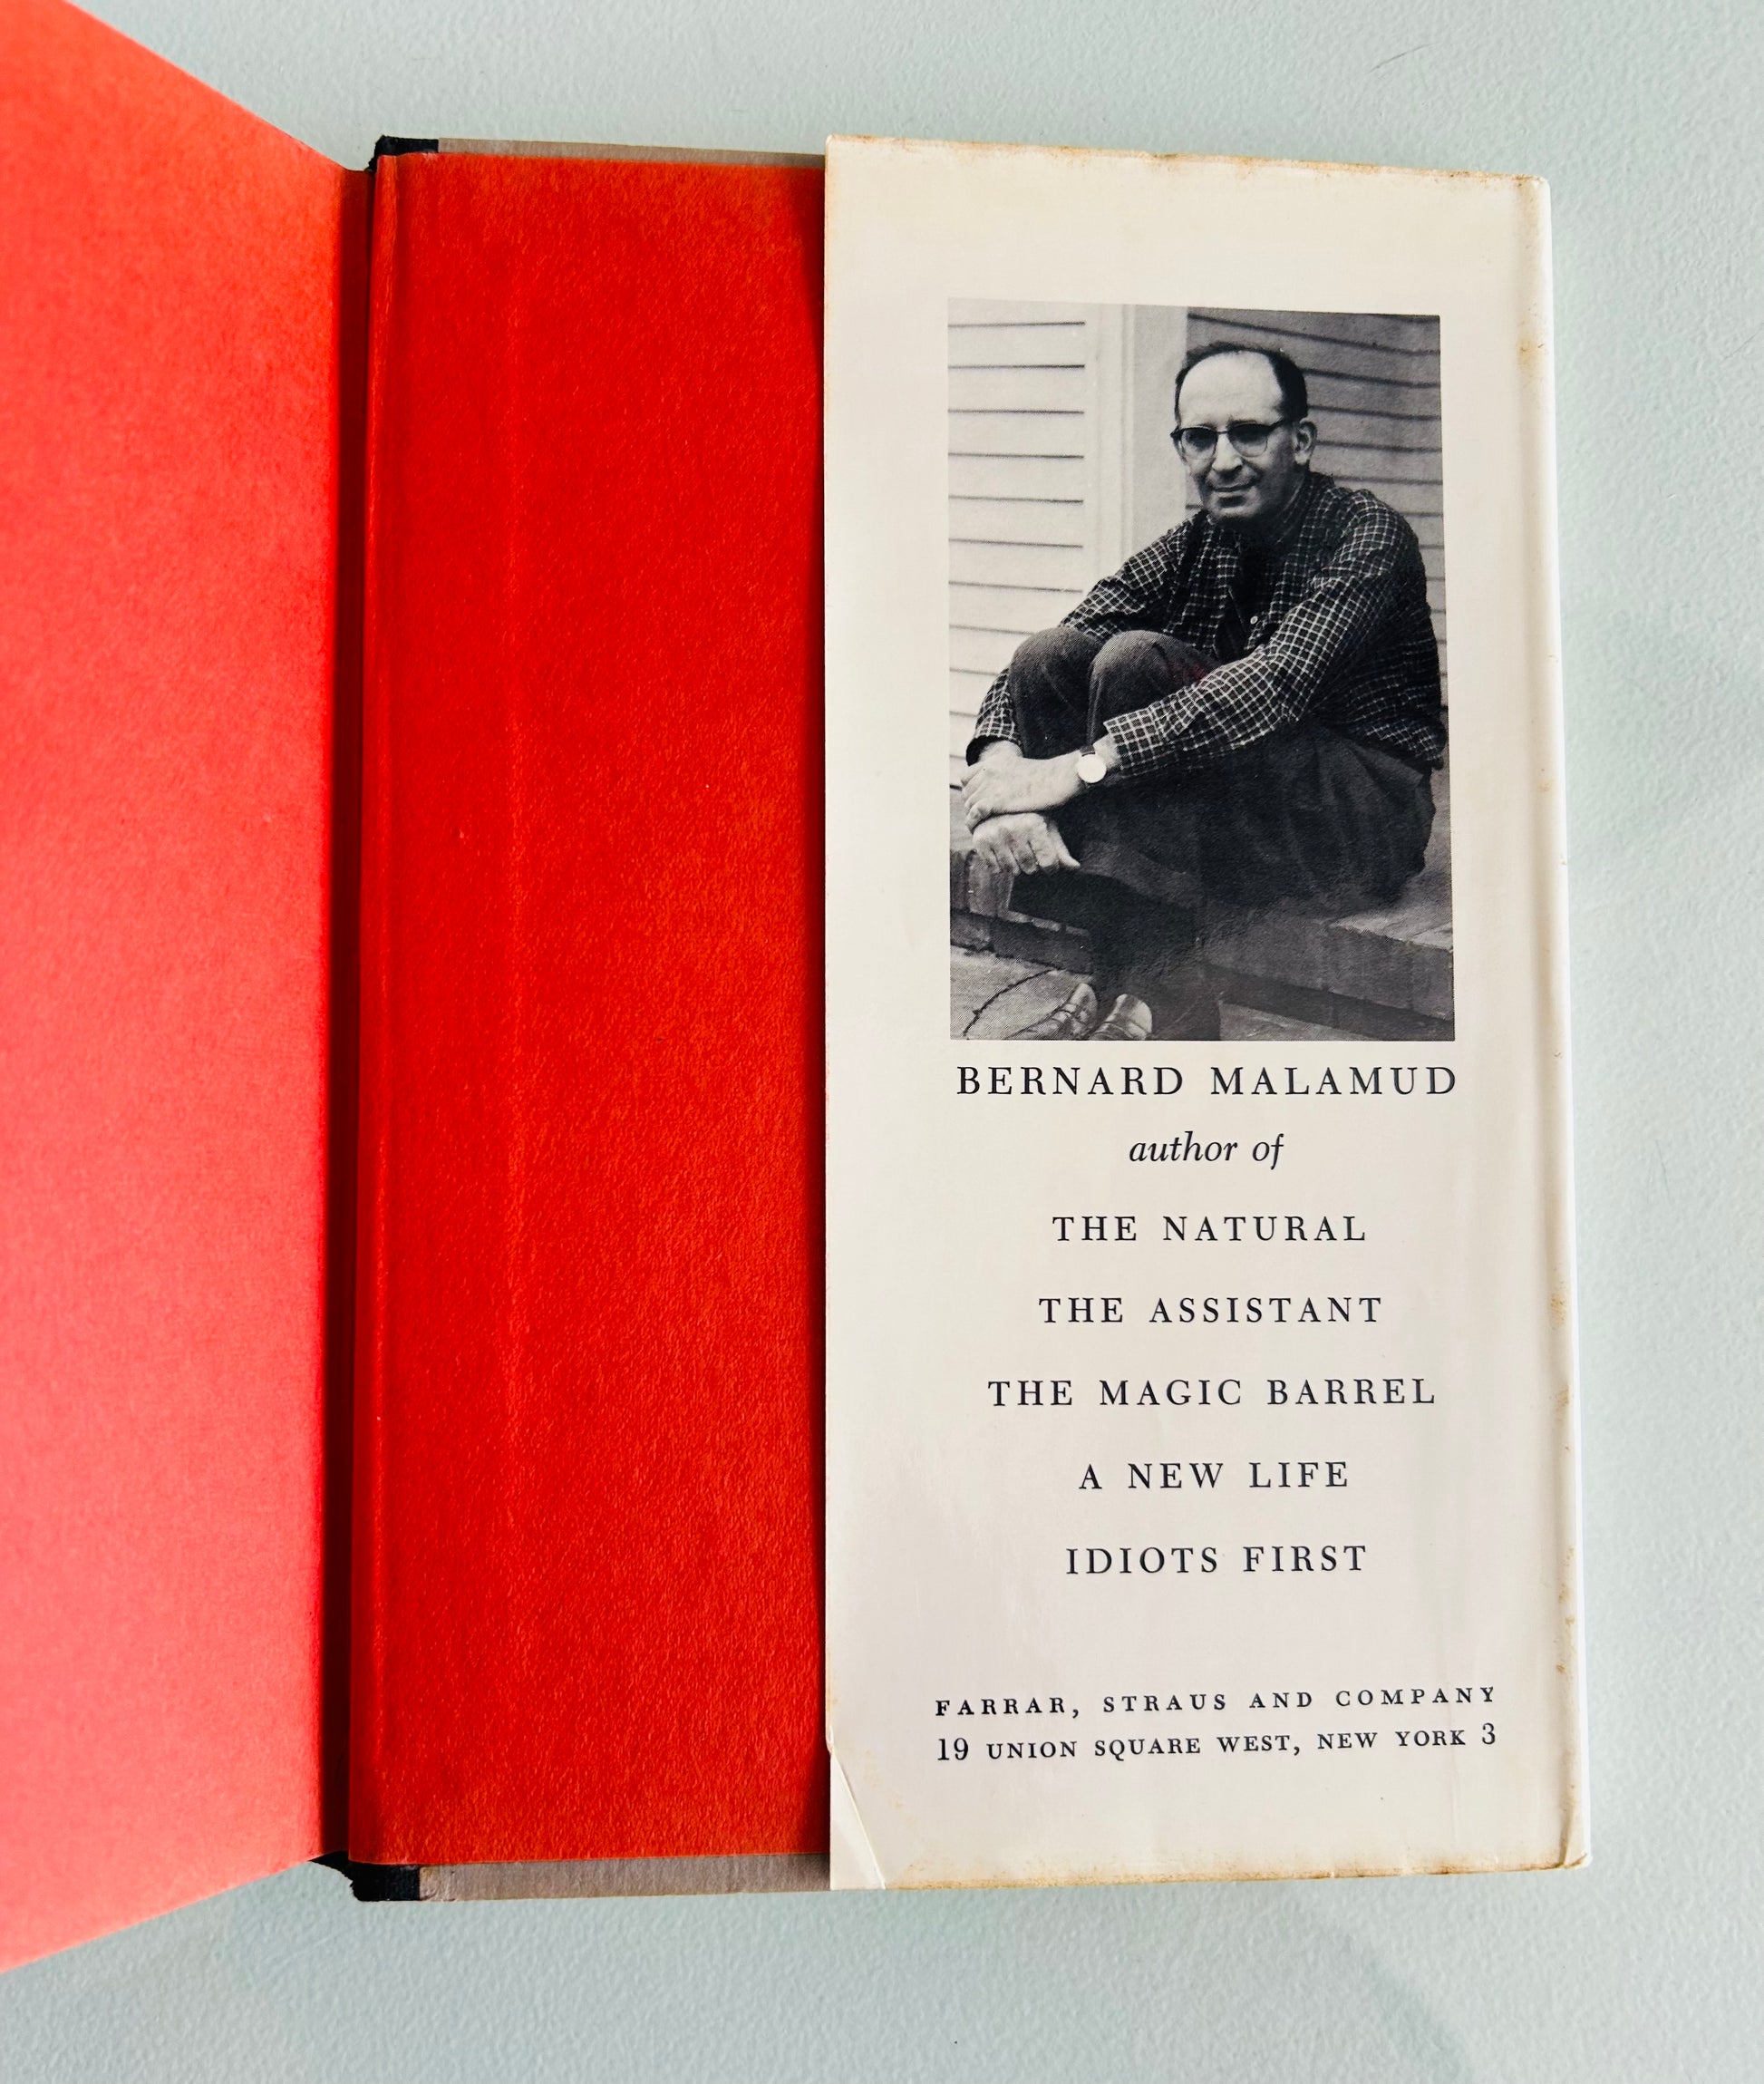 BERNARD MALAMUD
author of
THE NATURAL
THE ASSISTANT
THE MAGIC BARREL
A NEW LIFE
IDIOTS FIRST
FARRAR, STRAUS AND COMPANY
19 UNION SQUARE WEST, NEW YORK 3